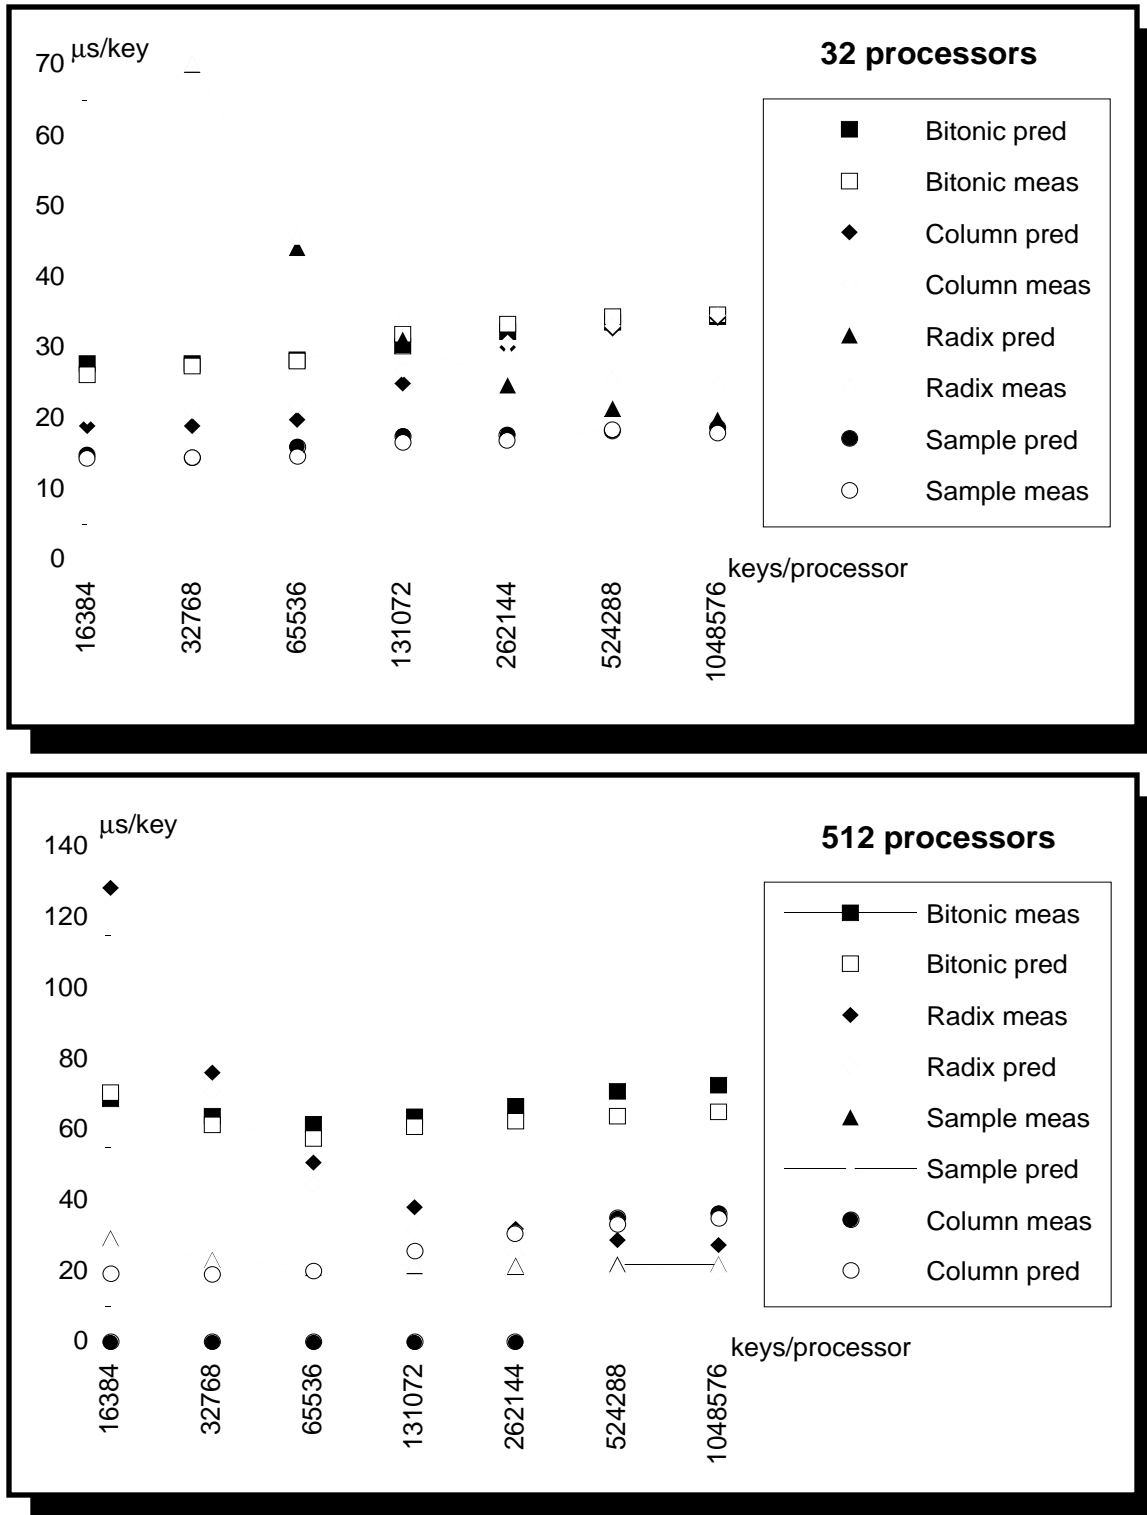 μs/key
32 processors
70
60
50
40
30
20
10
0
Bitonic pred
Bitonic meas
Column pred
Column meas
Radix pred
Radix meas
Sample pred
Sample meas
keys/processor
16384
32768
65536
131072
262144
524288
1048576
μs/key
512 processors
140
120
100
80
60
40
20
0
Bitonic meas
Bitonic pred
Radix meas
Radix pred
Sample meas
Sample pred
Column meas
Column pred
keys/processor
16384
32768
65536
131072
262144
524288
1048576